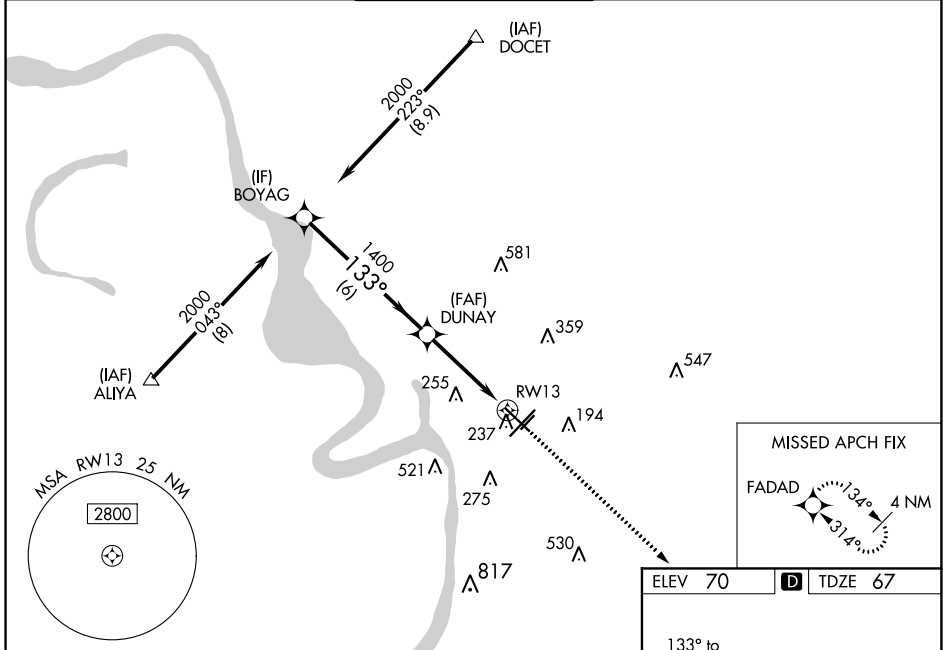 (IAF)
DOCET
2000
223°
(8.9)
(IF)
BOYAG
1400
133°
(6)
581
(FAF)
DUNAY
359
2000
043°
(8)
547
(IAF)
ALIYA
255
RW13
237
194
MSA RW13 25 NM
2800
521
275
530
817
MISSED APCH FIX
FADAD
134°
4 NM
314°
ELEV 70
D
TDZE 67
133° to